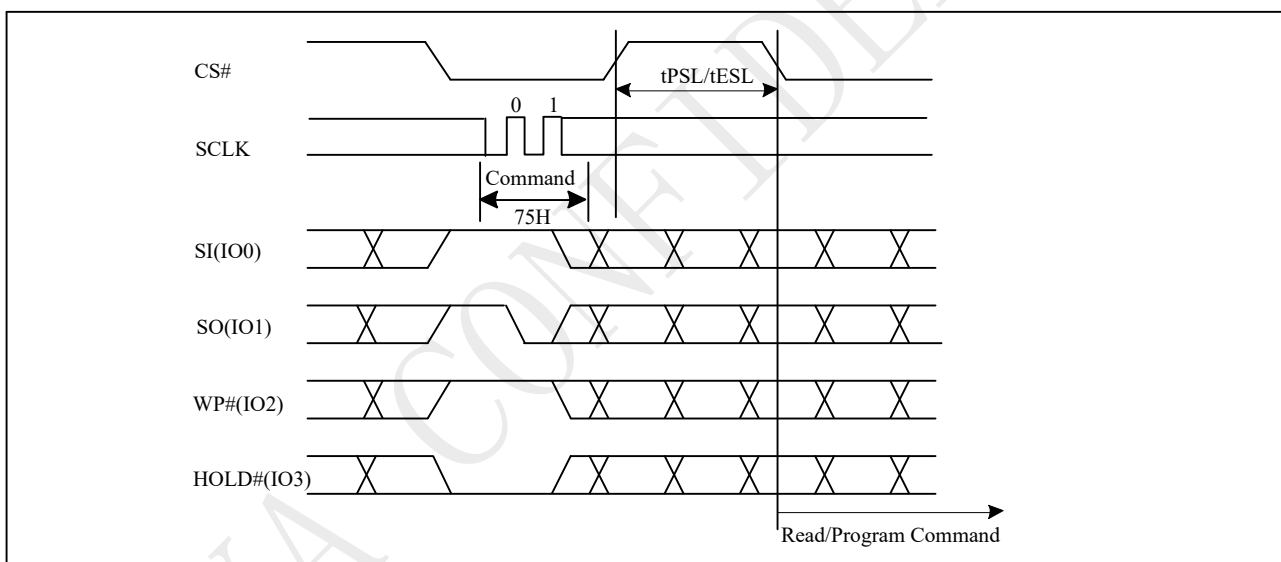 CS#
tPSL/tESL
0 1
SCLK
Command
75H
SI(IO0)
SO(IO1)
WP#(IO2)
HOLD#(IO3)
Read/Program Command